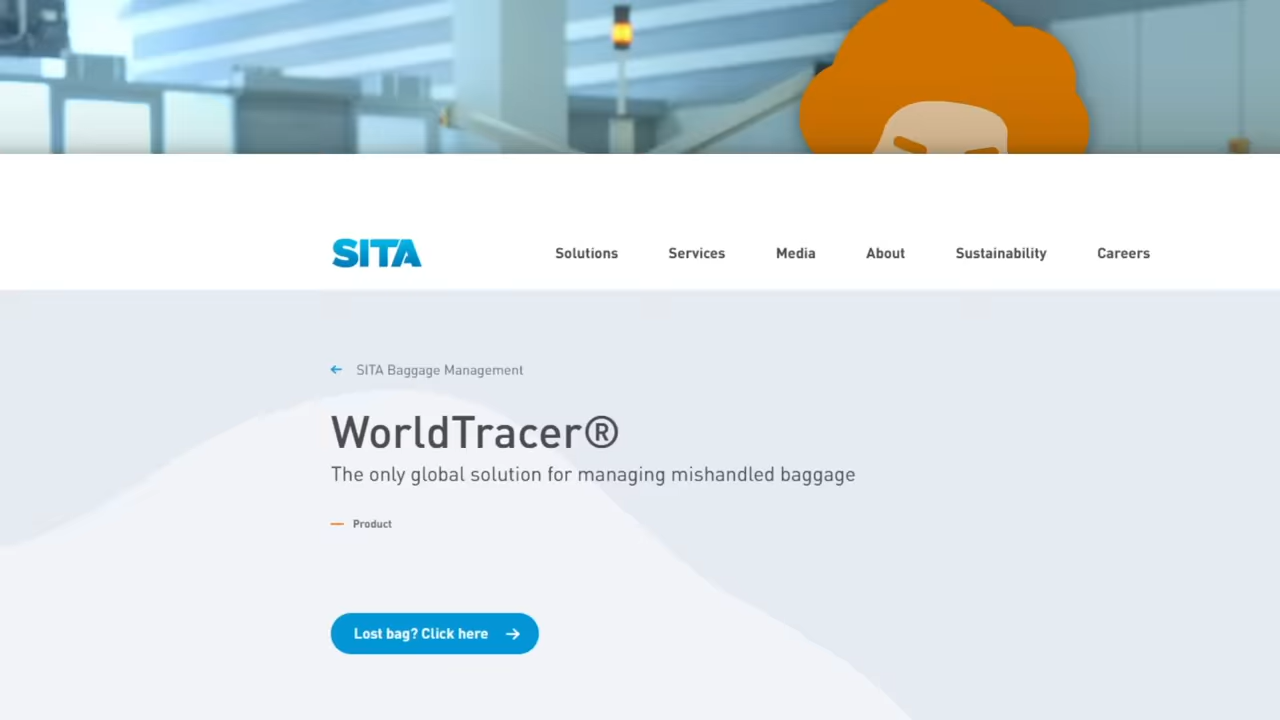 SITA
Solutions Services Media About Sustainability Careers
← SITA Baggage Management
WorldTracer®
The only global solution for managing mishandled baggage
Product
Lost bag? Click here →